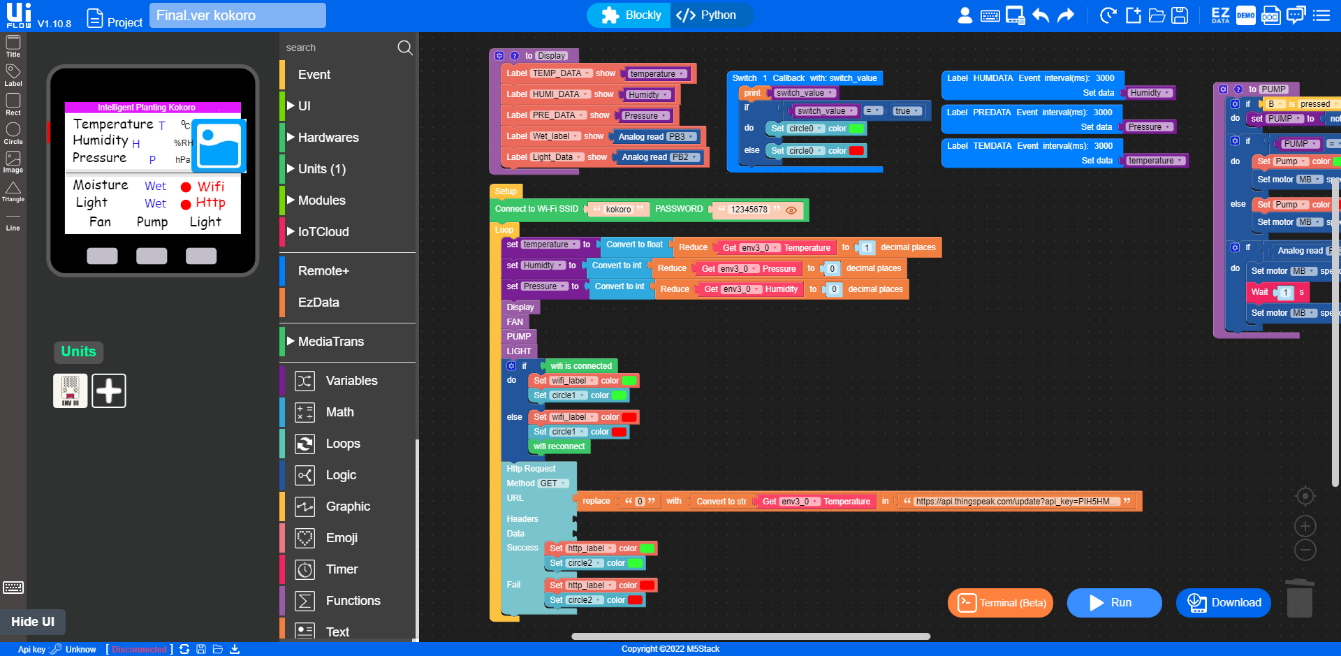 Ui
FLOW
V1.10.8
Project
Final.ver kokoro
Blockly
</> Python
EZ
DATA
DEMO
DOC
Title
Label
Rect
Circle
Image
Triangle
Line
Intelligent Planting Kokoro
Temperature T °C
Humidity H %RH
Pressure P hPa
Moisture Wet Wifi
Light Wet Http
Fan Pump Light
Units
ENV III
Hide UI
search
Event
UI
Hardwares
Units (1)
Modules
IoTCloud
Remote+
EzData
MediaTrans
Variables
Math
Loops
Logic
Graphic
Emoji
Timer
Functions
Text
to Display
Label TEMP_DATA show temperature
Label HUMI_DATA show Humidty
Label PRE_DATA show Pressure
Label Wet_label show Analog read PB3
Label Light_Data show Analog read PB2
Switch 1 Callback with: switch_value
print switch_value
if switch_value = true
do Set circle0 color
else Set circle0 color
Label HUMDATA Event interval(ms): 3000
Set data Humidty
Label PREDATA Event interval(ms): 3000
Set data Pressure
Label TEMDATA Event interval(ms): 3000
Set data temperature
to PUMP
if B is pressed
do set PUMP to
if PUMP =
do Set Pump color
Set motor MB
else Set Pump color
Set motor MB
if Analog read
do Set motor MB
Wait 1 s
Set motor MB
Setup
Connect to Wi-Fi SSID “ kokoro ” PASSWORD “ 12345678 ”
Loop
set temperature to Convert to float Reduce Get env3_0 Temperature to 1 decimal places
set Humidty to Convert to int Reduce Get env3_0 Pressure to 0 decimal places
set Pressure to Convert to int Reduce Get env3_0 Humidity to 0 decimal places
Display
FAN
PUMP
LIGHT
if wifi is connected
do Set wifi_label color
Set circle1 color
else Set wifi_label color
Set circle1 color
wifi reconnect
Http Request
Method GET
URL replace “ 0 ” with Convert to str Get env3_0 Temperature in “ https://api.thingspeak.com/update?api_key=PIH5HM... ”
Headers
Data
Success Set http_label color
Set circle2 color
Fail Set http_label color
Set circle2 color
Terminal (Beta)
Run
Download
Api key : Unknow [ Disconnected ]
Copyright ©2022 M5Stack